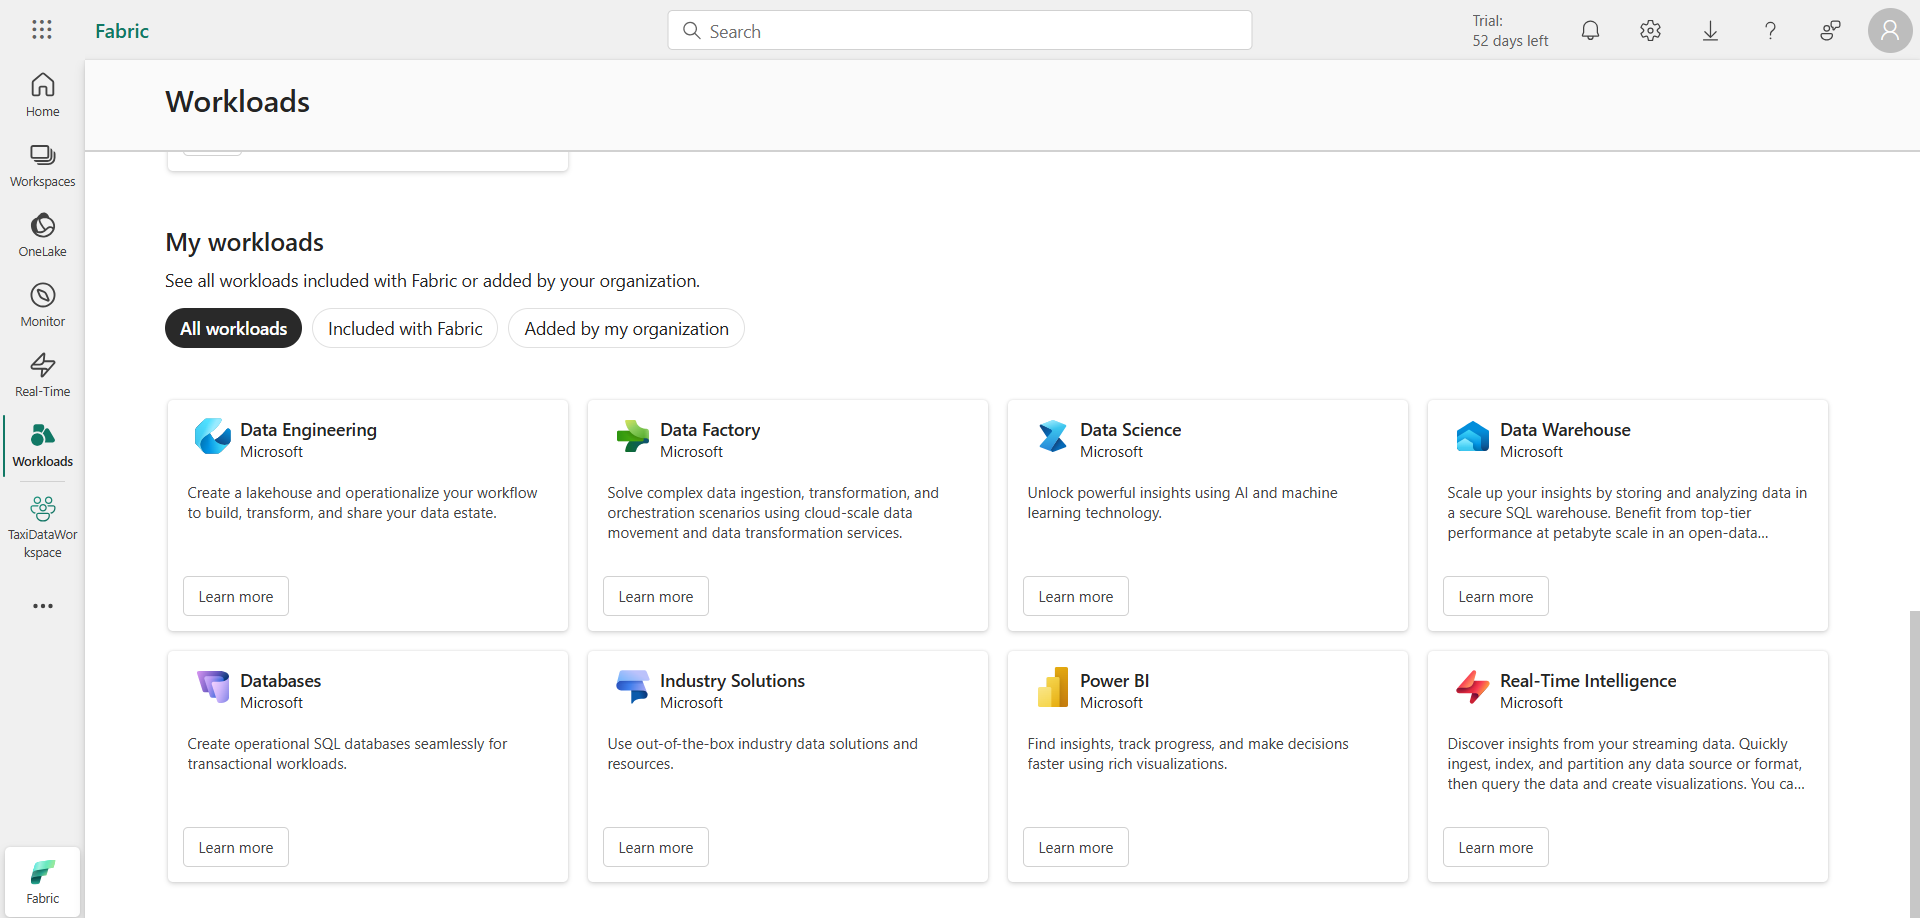 Fabric
Search
Trial:
52 days left
Home
Workspaces
OneLake
Monitor
Real-Time
Workloads
TaxiDataWor
kspace
Fabric
Workloads
My workloads
See all workloads included with Fabric or added by your organization.
All workloads
Included with Fabric
Added by my organization
Data Engineering
Microsoft
Create a lakehouse and operationalize your workflow
to build, transform, and share your data estate.
Learn more
Data Factory
Microsoft
Solve complex data ingestion, transformation, and
orchestration scenarios using cloud-scale data
movement and data transformation services.
Learn more
Data Science
Microsoft
Unlock powerful insights using AI and machine
learning technology.
Learn more
Data Warehouse
Microsoft
Scale up your insights by storing and analyzing data in
a secure SQL warehouse. Benefit from top-tier
performance at petabyte scale in an open-data...
Learn more
Databases
Microsoft
Create operational SQL databases seamlessly for
transactional workloads.
Learn more
Industry Solutions
Microsoft
Use out-of-the-box industry data solutions and
resources.
Learn more
Power BI
Microsoft
Find insights, track progress, and make decisions
faster using rich visualizations.
Learn more
Real-Time Intelligence
Microsoft
Discover insights from your streaming data. Quickly
ingest, index, and partition any data source or format,
then query the data and create visualizations. You ca...
Learn more